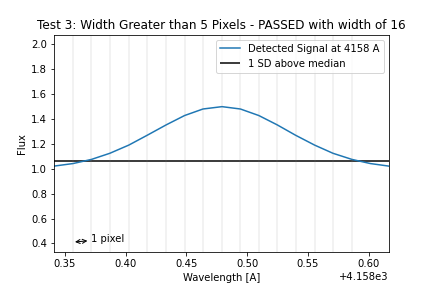 Test 3: Width Greater than 5 Pixels - PASSED with width of 16
2.0
1.8
1.6
1.4
1.2
1.0
0.8
0.6
0.4
Flux
Detected Signal at 4158 A
1 SD above median
1 pixel
0.35 0.40 0.45 0.50 0.55 0.60
Wavelength [A]
+4.158e3